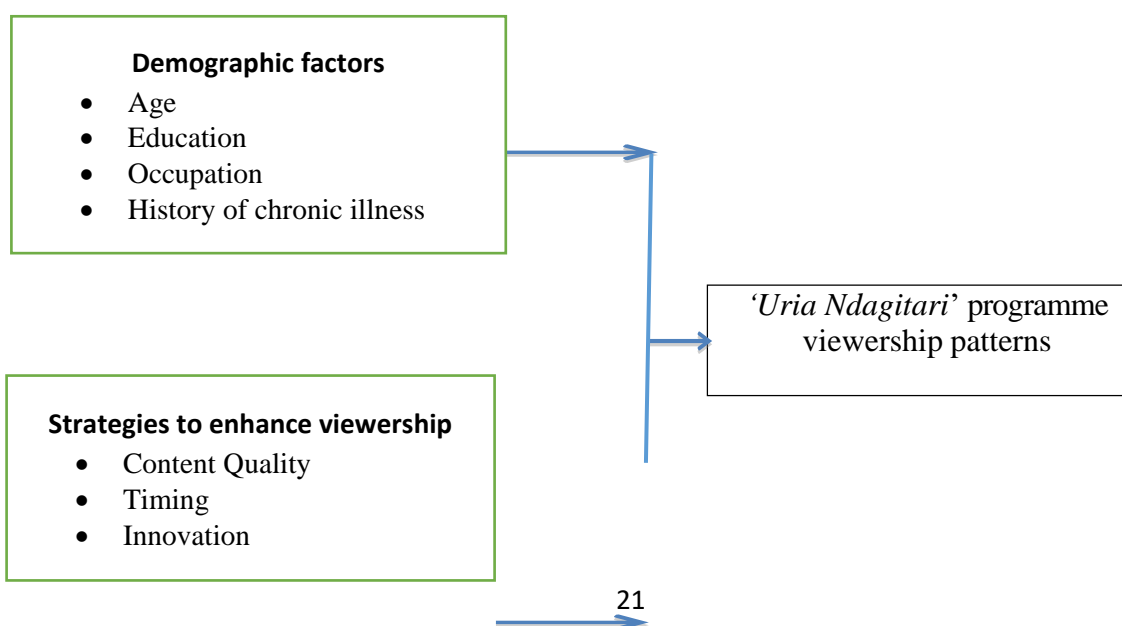 Demographic factors
• Age
• Education
• Occupation
• History of chronic illness
‘Uria Ndagitari’ programme
viewership patterns
Strategies to enhance viewership
• Content Quality
• Timing
• Innovation
21